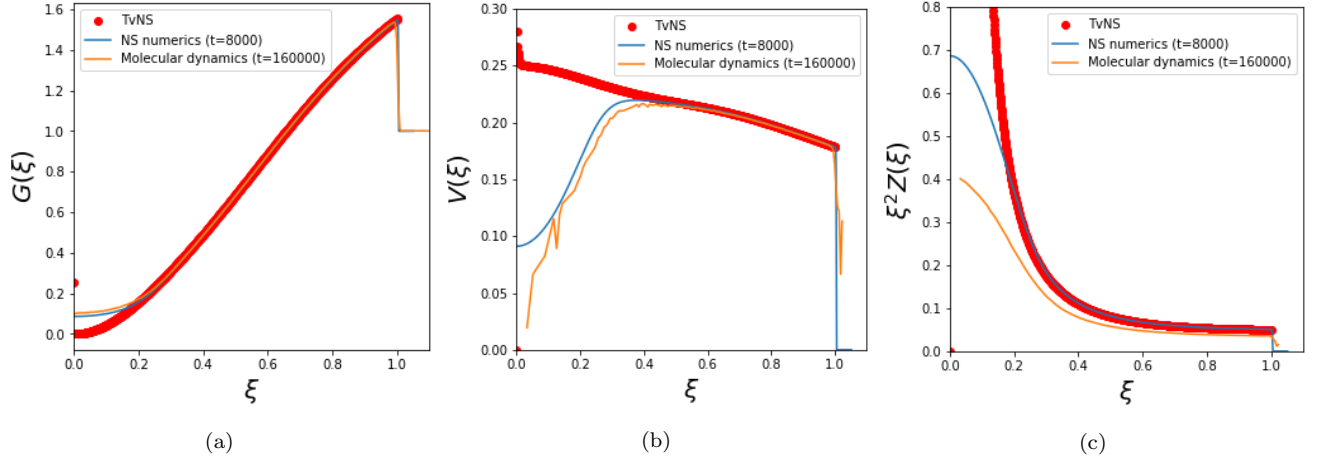 G(ξ)
1.6
1.4
1.2
1.0
0.8
0.6
0.4
0.2
0.0
TvNS
NS numerics (t=8000)
Molecular dynamics (t=160000)
0.0 0.2 0.4 0.6 0.8 1.0
ξ
(a)
V(ξ)
0.30
0.25
0.20
0.15
0.10
0.05
0.00
TvNS
NS numerics (t=8000)
Molecular dynamics (t=160000)
0.0 0.2 0.4 0.6 0.8 1.0
ξ
(b)
ξ²Z(ξ)
0.8
0.7
0.6
0.5
0.4
0.3
0.2
0.1
0.0
TvNS
NS numerics (t=8000)
Molecular dynamics (t=160000)
0.0 0.2 0.4 0.6 0.8 1.0
ξ
(c)